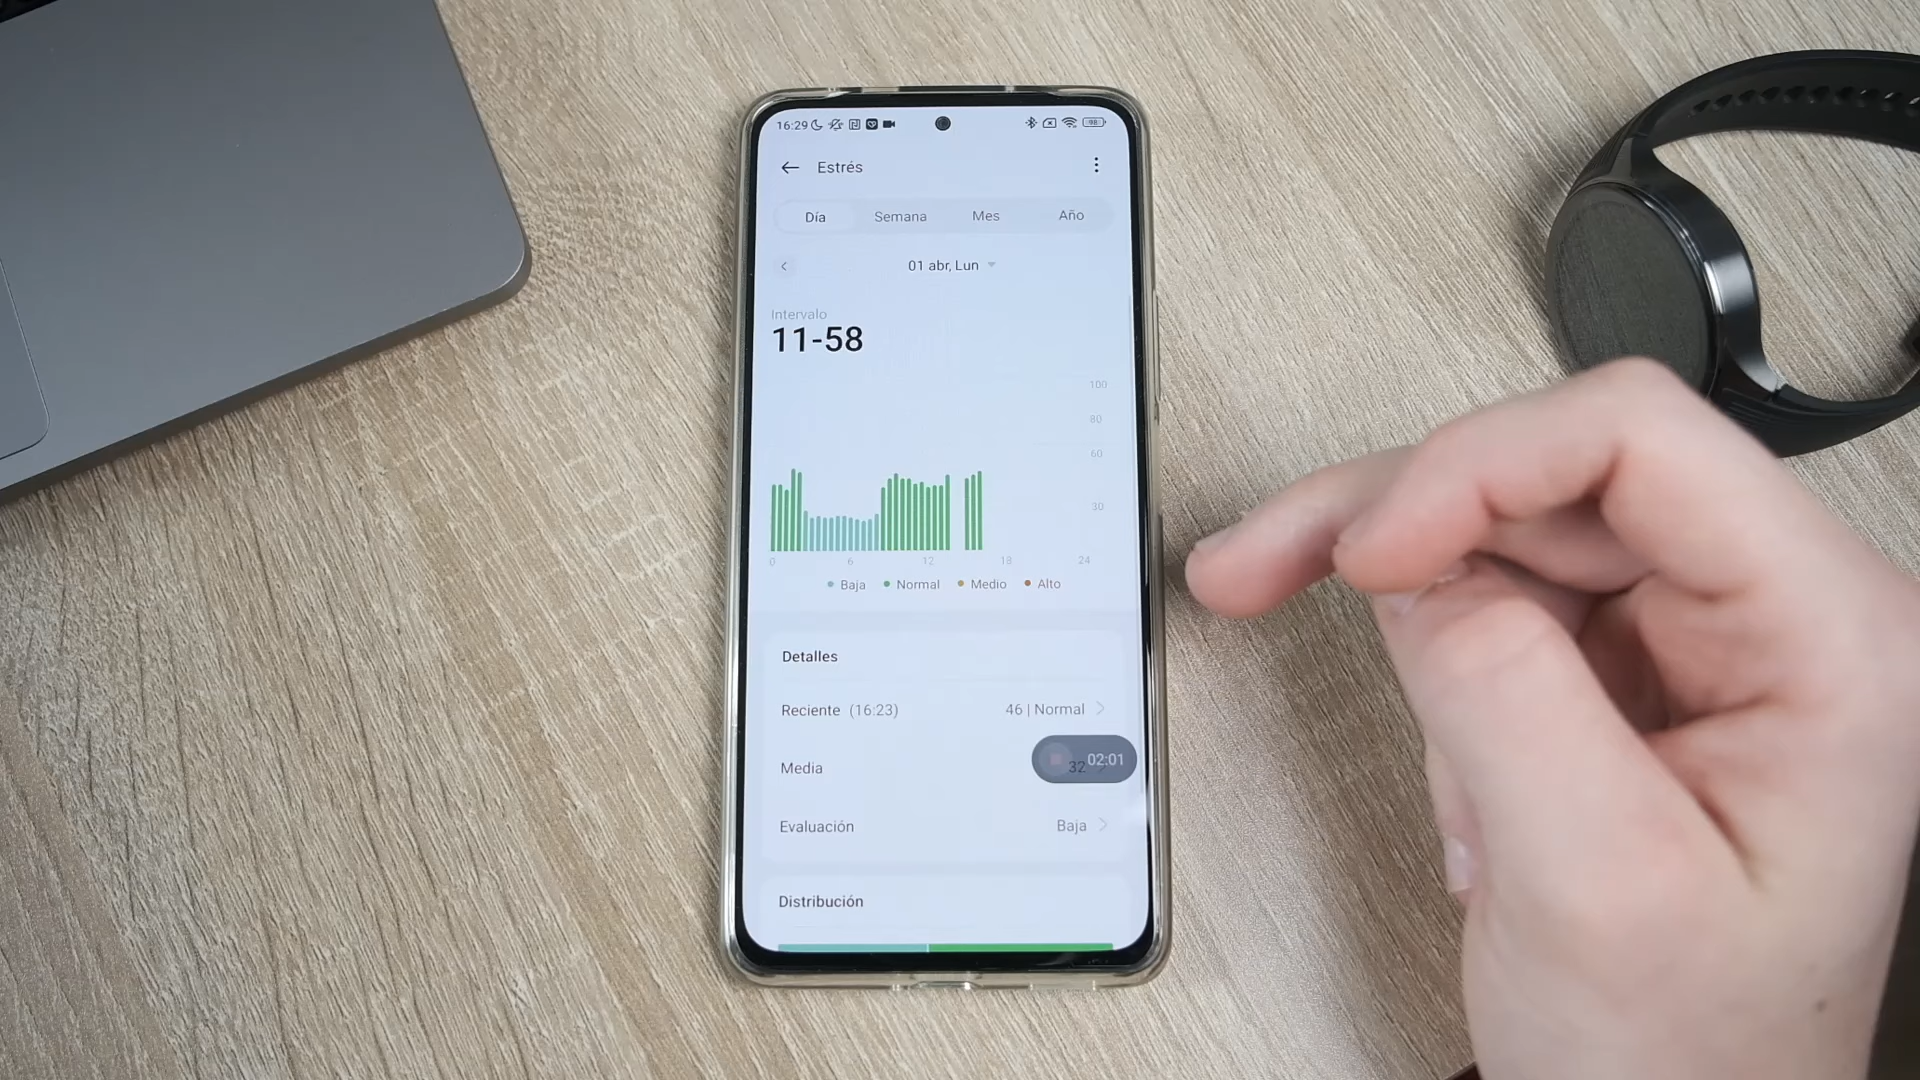 16:29
Estrés
Día Semana Mes Año
01 abr, Lun
Intervalo
11-58
100
80
60
30
0 6 12 18 24
Baja Normal Medio Alto
Detalles
Reciente (16:23) 46 | Normal
02:01
Media 32
Evaluación Baja
Distribución